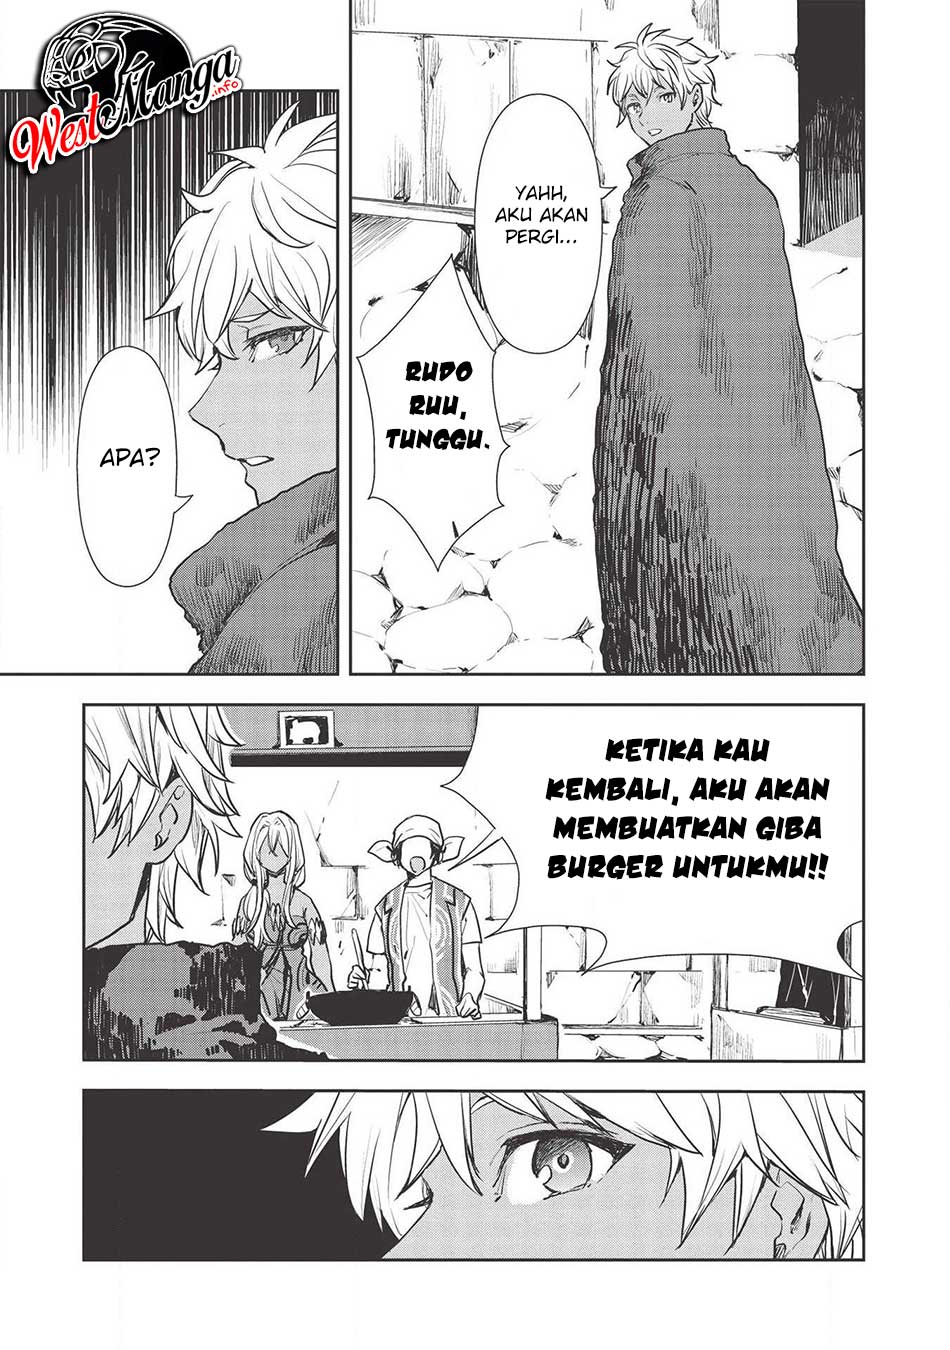 WestManga
.info
YAHH,
AKU AKAN
PERGI...
RUDO
RUU,
TUNGGU.
APA?
KETIKA KAU
KEMBALI, AKU AKAN
MEMBUATKAN GIBA
BURGER UNTUKMU!!